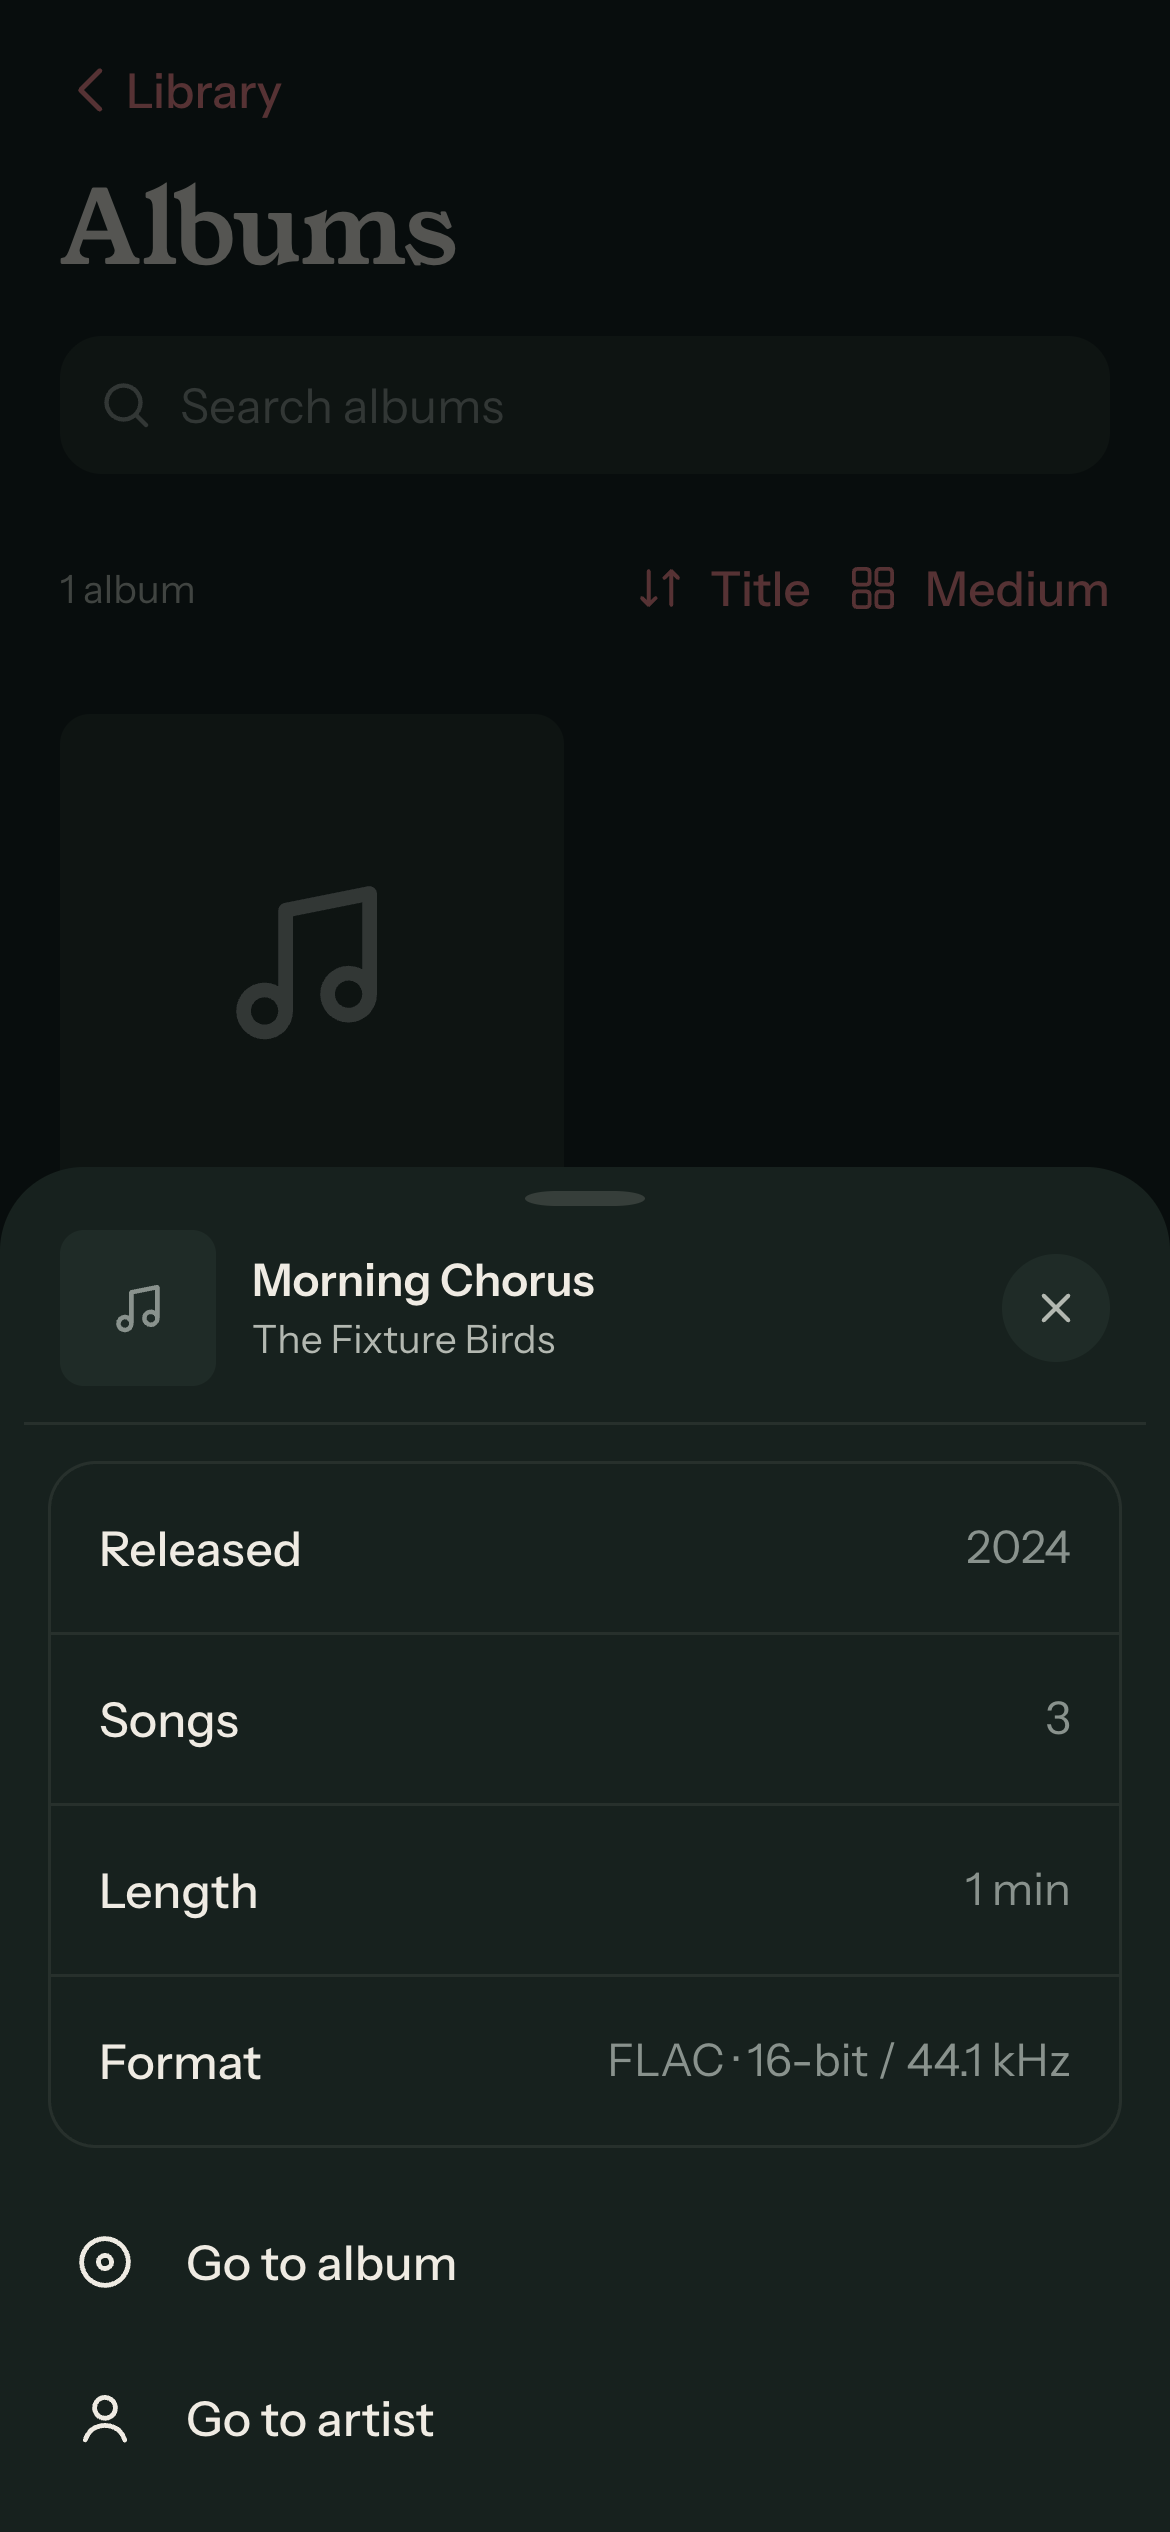 Library
Albums
Search albums
1 album
Title
Medium
Morning Chorus
The Fixture Birds
Released 2024
Songs 3
Length 1 min
Format FLAC · 16-bit / 44.1 kHz
Go to album
Go to artist